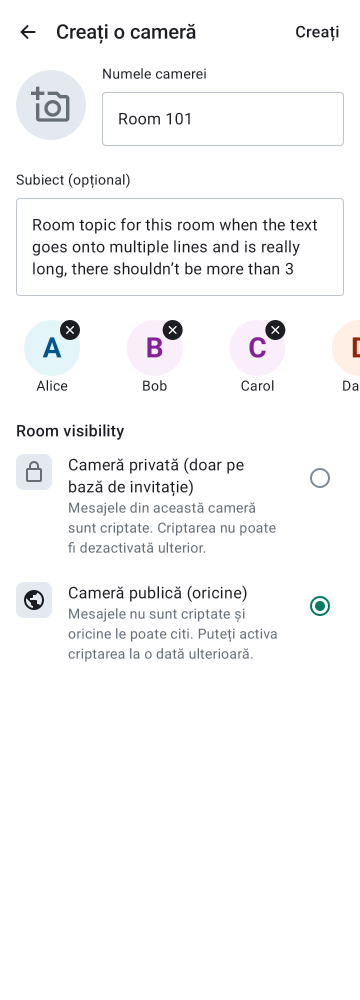 Creați o cameră
Creați
Numele camerei
Room 101
Subiect (opțional)
Room topic for this room when the text
goes onto multiple lines and is really
long, there shouldn’t be more than 3
A
B
C
Alice
Bob
Carol
Da
Room visibility
Cameră privată (doar pe
bază de invitație)
Mesajele din această cameră
sunt criptate. Criptarea nu poate
fi dezactivată ulterior.
Cameră publică (oricine)
Mesajele nu sunt criptate și
oricine le poate citi. Puteți activa
criptarea la o dată ulterioară.